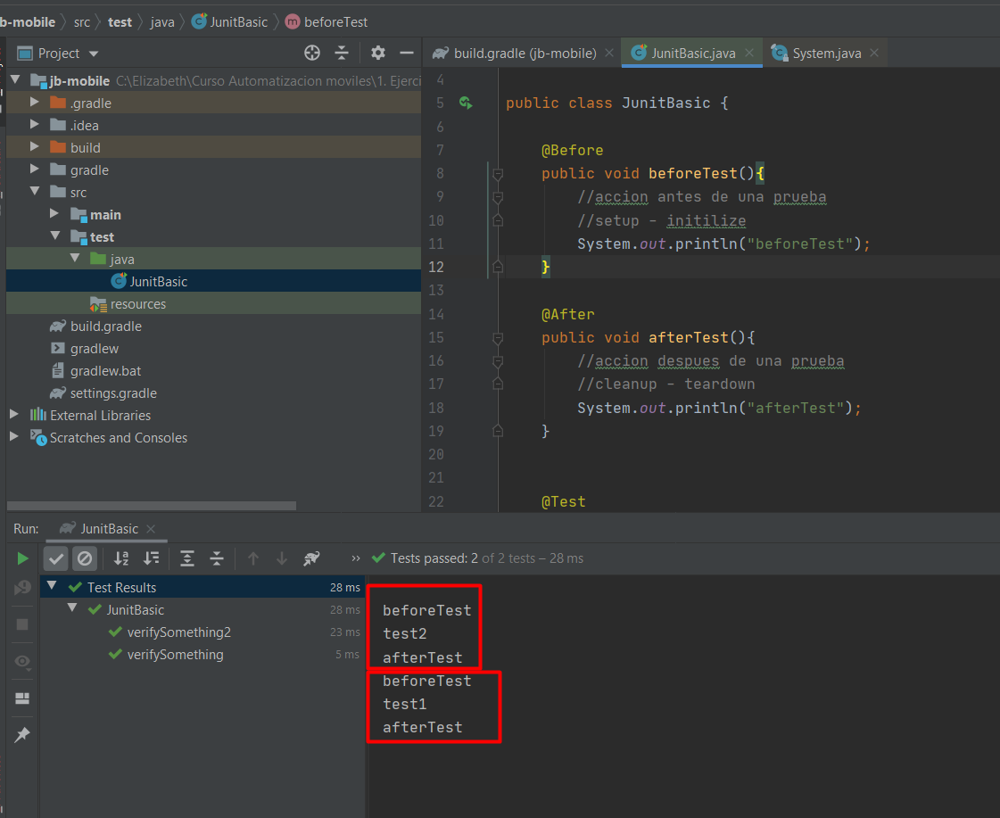 b-mobile src test java JunitBasic m beforeTest
Project
build.gradle (jb-mobile) JunitBasic.java System.java
jb-mobile C:\Elizabeth\Curso Automatizacion moviles\1. Ejerci
.gradle
.idea
build
gradle
src
main
test
java
JunitBasic
resources
build.gradle
gradlew
gradlew.bat
settings.gradle
External Libraries
Scratches and Consoles
4
5 public class JunitBasic {
6
7 @Before
8 public void beforeTest(){
9 //accion antes de una prueba
10 //setup - initilize
11 System.out.println("beforeTest");
12 }
13
14 @After
15 public void afterTest(){
16 //accion despues de una prueba
17 //cleanup - teardown
18 System.out.println("afterTest");
19 }
20
21
22 @Test
Run: JunitBasic
» Tests passed: 2 of 2 tests – 28 ms
Test Results 28 ms
JunitBasic 28 ms
verifySomething2 23 ms
verifySomething 5 ms
beforeTest
test2
afterTest
beforeTest
test1
afterTest